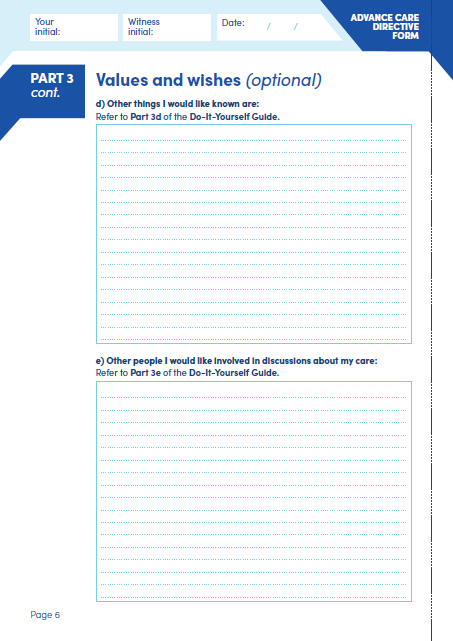 Your
initial:
Witness
initial:
Date: / /
ADVANCE CARE
DIRECTIVE
FORM
PART 3
cont.
Values and wishes (optional)
d) Other things I would like known are:
Refer to Part 3d of the Do-It-Yourself Guide.
e) Other people I would like involved in discussions about my care:
Refer to Part 3e of the Do-It-Yourself Guide.
Page 6